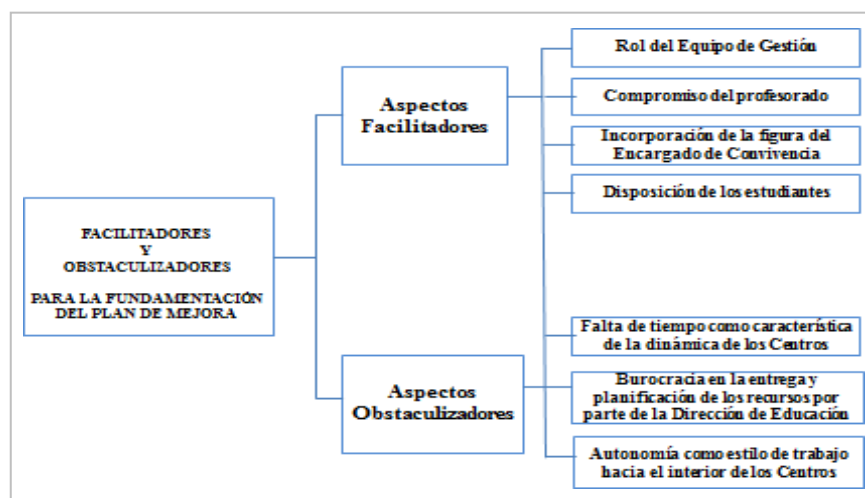 FACILITADORES
Y
OBSTACULIZADORES
PARA LA FUNDAMENTACIÓN
DEL PLAN DE MEJORA
Aspectos
Facilitadores
Rol del Equipo de Gestión
Compromiso del profesorado
Incorporación de la figura del
Encargado de Convivencia
Disposición de los estudiantes
Aspectos
Obstaculizadores
Falta de tiempo como característica
de la dinámica de los Centros
Burocracia en la entrega y
planificación de los recursos por
parte de la Dirección de Educación
Autonomía como estilo de trabajo
hacia el interior de los Centros